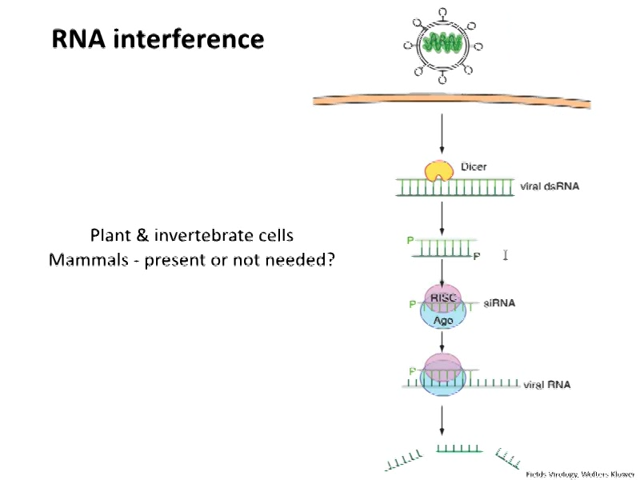 RNA interference
Dicer
viral dsRNA
Plant & invertebrate cells
Mammals - present or not needed?
P
P
RISC
P
siRNA
Ago
P
viral RNA
Fields Virology, Wolters Kluwer